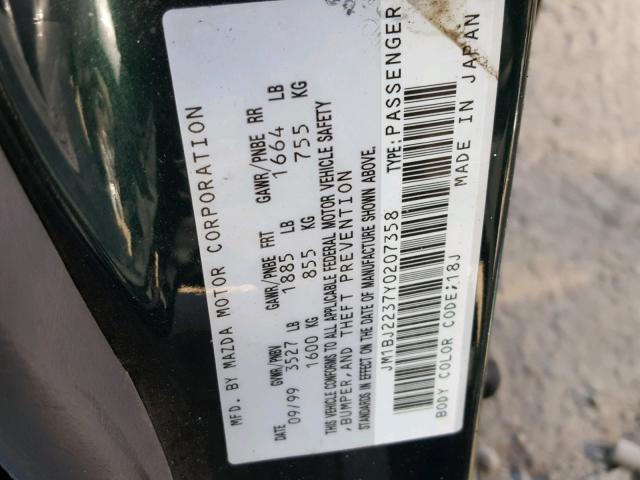 MFD. BY MAZDA MOTOR CORPORATION
DATE GVWR/PNBV GAWR/PNBE FRT GAWR/PNBE RR
09/99 3527 LB 1885 LB 1664 LB
1600 KG 855 KG 755 KG
THIS VEHICLE CONFORMS TO ALL APPLICABLE FEDERAL MOTOR VEHICLE SAFETY
, BUMPER, AND THEFT PREVENTION
STANDARDS IN EFFECT ON THE DATE OF MANUFACTURE SHOWN ABOVE.
JM1BJ2237Y0207358 TYPE: PASSENGER
BODY COLOR CODE;18J MADE IN JAPAN